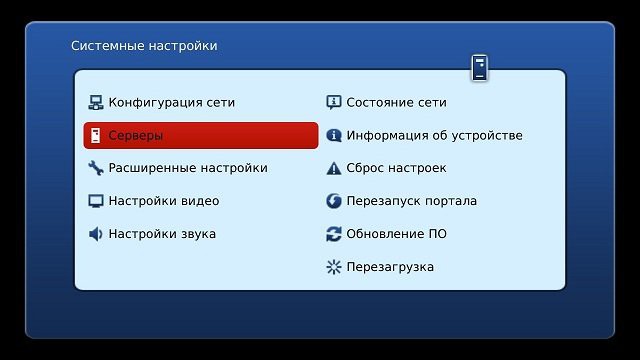 Системные настройки
Конфигурация сети
Серверы
Расширенные настройки
Настройки видео
Настройки звука
Состояние сети
Информация об устройстве
Сброс настроек
Перезапуск портала
Обновление ПО
Перезагрузка